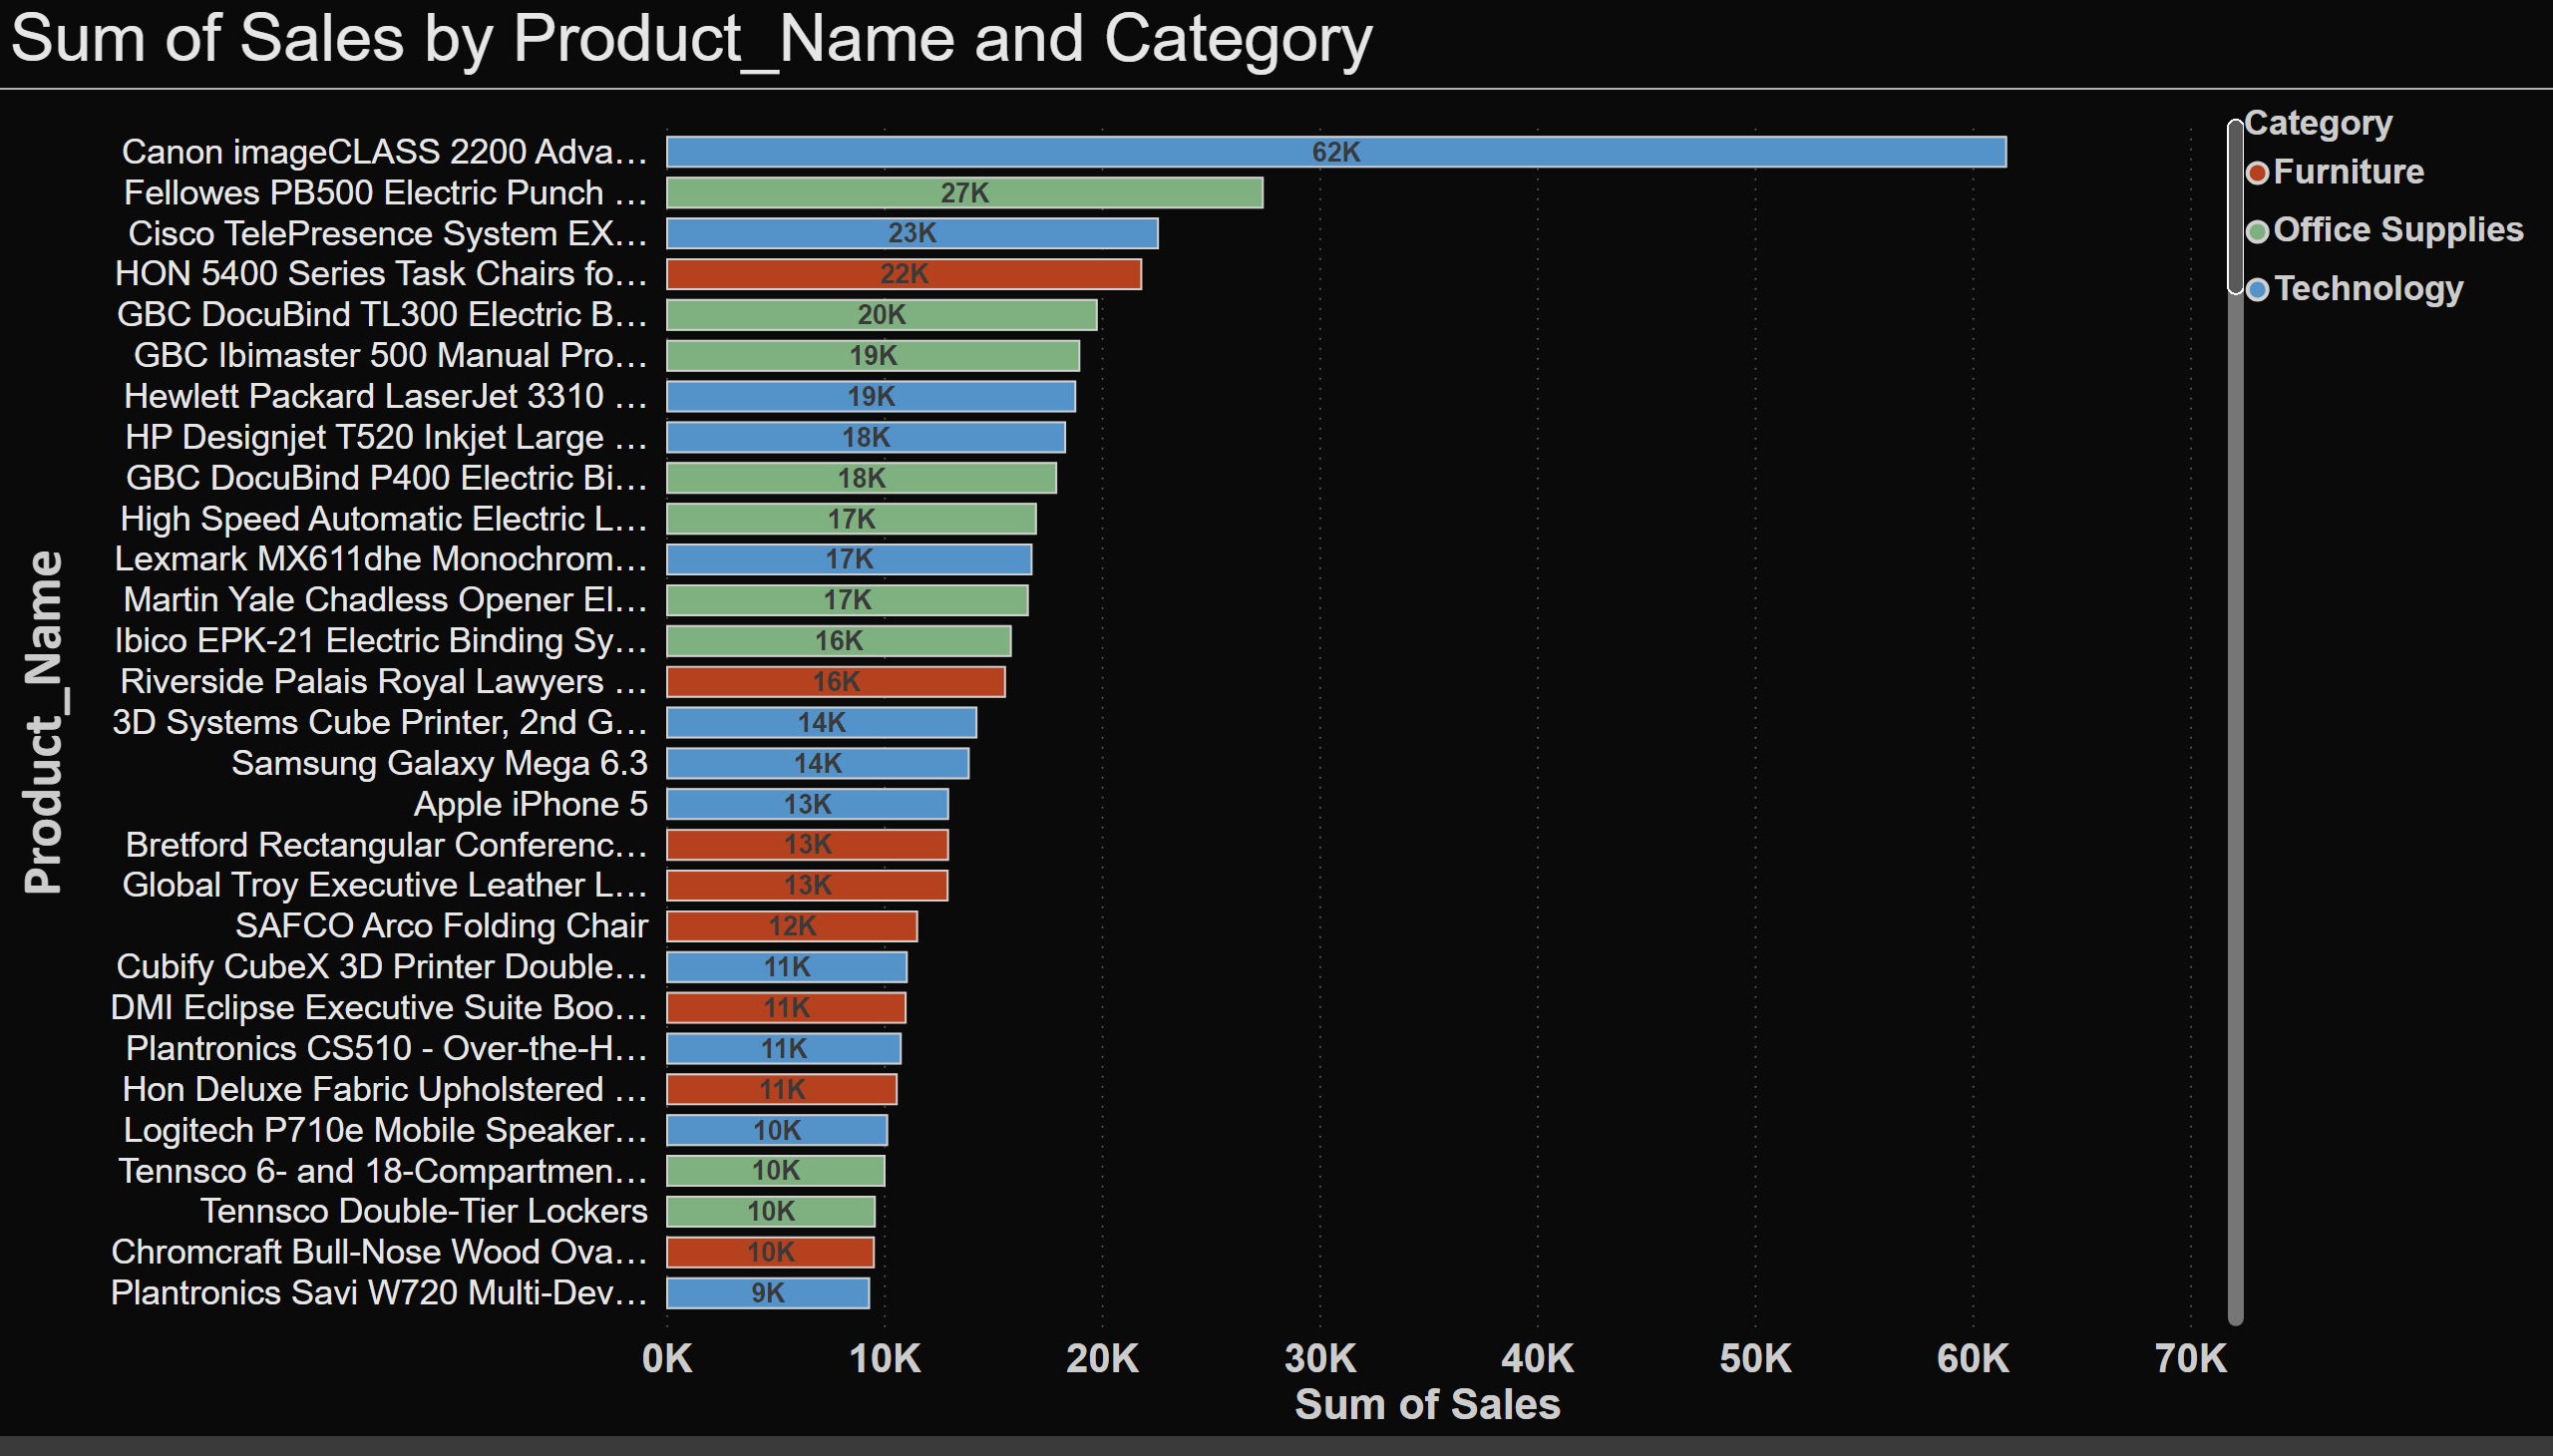 Sum of Sales by Product_Name and Category
Category
Furniture
Office Supplies
Technology
Product_Name
Canon imageCLASS 2200 Adva… 62K
Fellowes PB500 Electric Punch … 27K
Cisco TelePresence System EX… 23K
HON 5400 Series Task Chairs fo… 22K
GBC DocuBind TL300 Electric B… 20K
GBC Ibimaster 500 Manual Pro… 19K
Hewlett Packard LaserJet 3310 … 19K
HP Designjet T520 Inkjet Large … 18K
GBC DocuBind P400 Electric Bi… 18K
High Speed Automatic Electric L… 17K
Lexmark MX611dhe Monochrom… 17K
Martin Yale Chadless Opener El… 17K
Ibico EPK-21 Electric Binding Sy… 16K
Riverside Palais Royal Lawyers … 16K
3D Systems Cube Printer, 2nd G… 14K
Samsung Galaxy Mega 6.3 14K
Apple iPhone 5 13K
Bretford Rectangular Conferenc… 13K
Global Troy Executive Leather L… 13K
SAFCO Arco Folding Chair 12K
Cubify CubeX 3D Printer Double… 11K
DMI Eclipse Executive Suite Boo… 11K
Plantronics CS510 - Over-the-H… 11K
Hon Deluxe Fabric Upholstered … 11K
Logitech P710e Mobile Speaker… 10K
Tennsco 6- and 18-Compartmen… 10K
Tennsco Double-Tier Lockers 10K
Chromcraft Bull-Nose Wood Ova… 10K
Plantronics Savi W720 Multi-Dev… 9K
0K 10K 20K 30K 40K 50K 60K 70K
Sum of Sales